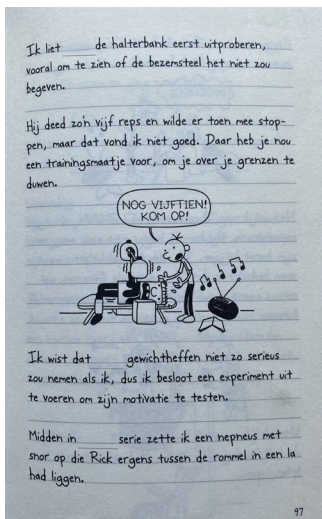 Ik liet de halterbank eerst uitproberen,
vooral om te zien of de bezemsteel het niet zou
begeven.
Hij deed zo'n vijf reps en wilde er toen mee stop-
pen, maar dat vond ik niet goed. Daar heb je nou
een trainingsmaatje voor, om je over je grenzen te
duwen.
NOG VIJFTIEN!
KOM OP!
Ik wist dat gewichtheffen niet zo serieus
zou nemen als ik, dus ik besloot een experiment uit
te voeren om zijn motivatie te testen.
Midden in serie zette ik een nepneus met
snor op die Rick ergens tussen de rommel in een la
had liggen.
97